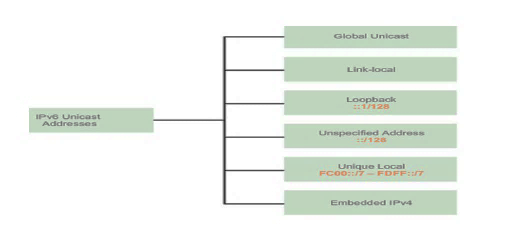 Global Unicast
Link-local
Loopback
::1/128
IPv6 Unicast
Addresses
Unspecified Address
::/128
Unique Local
FC00::/7 – FDFF::/7
Embedded IPv4